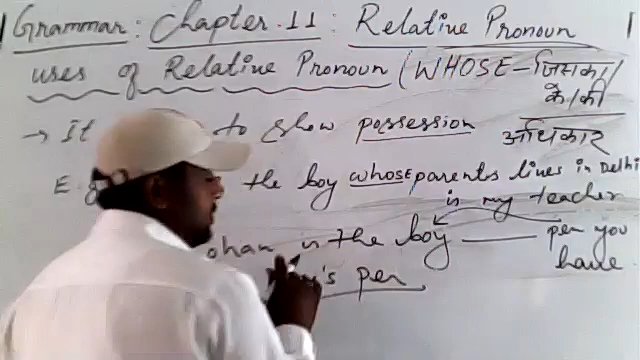 Grammar: Chapter.11: Relative Pronoun
uses of Relative Pronoun (WHOSE - जिसका/
के/की
→ It to show possession अधिकार
E.g the boy whose parents lives in Delhi
is my teacher
ohan is the boy ——— pen you
have
's pen